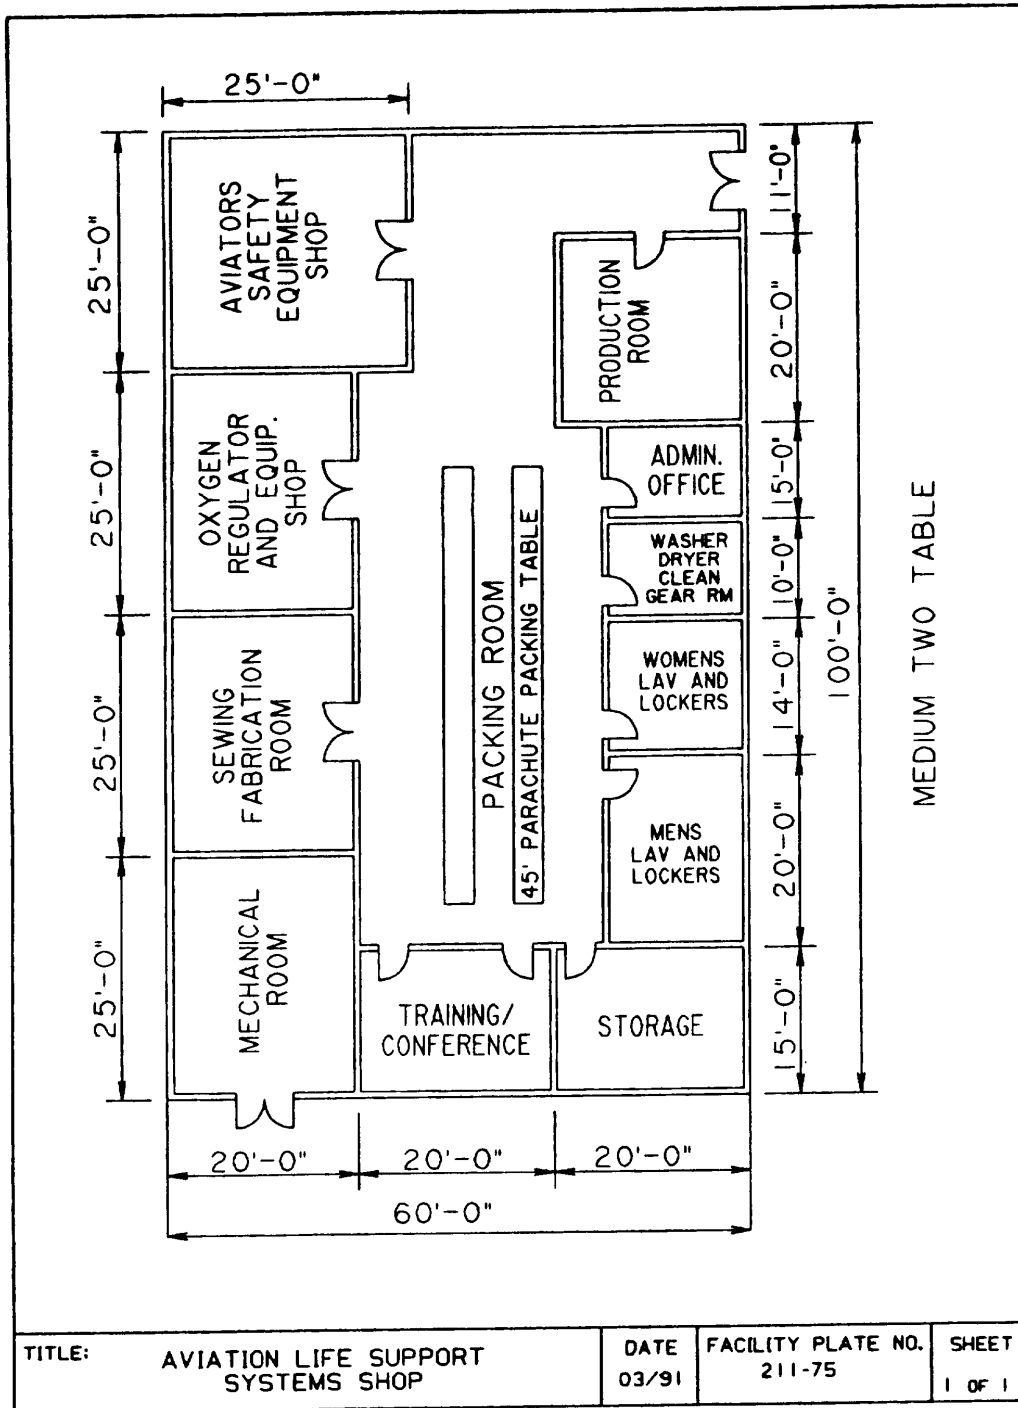 25'-0"
AVIATORS
SAFETY
EQUIPMENT
SHOP
25'-0"
11'-0"
PRODUCTION
ROOM
20'-0"
OXYGEN
REGULATOR
AND EQUIP.
SHOP
25'-0"
ADMIN.
OFFICE
15'-0"
WASHER
DRYER
CLEAN
GEAR RM
10'-0"
PACKING ROOM
45' PARACHUTE PACKING TABLE
SEWING
FABRICATION
ROOM
25'-0"
WOMENS
LAV AND
LOCKERS
14'-0"
100'-0"
MEDIUM TWO TABLE
MENS
LAV AND
LOCKERS
20'-0"
MECHANICAL
ROOM
25'-0"
TRAINING/
CONFERENCE
STORAGE
15'-0"
20'-0"
20'-0"
20'-0"
60'-0"
TITLE:
AVIATION LIFE SUPPORT
SYSTEMS SHOP
DATE
03/91
FACILITY PLATE NO.
211-75
SHEET
1 OF 1